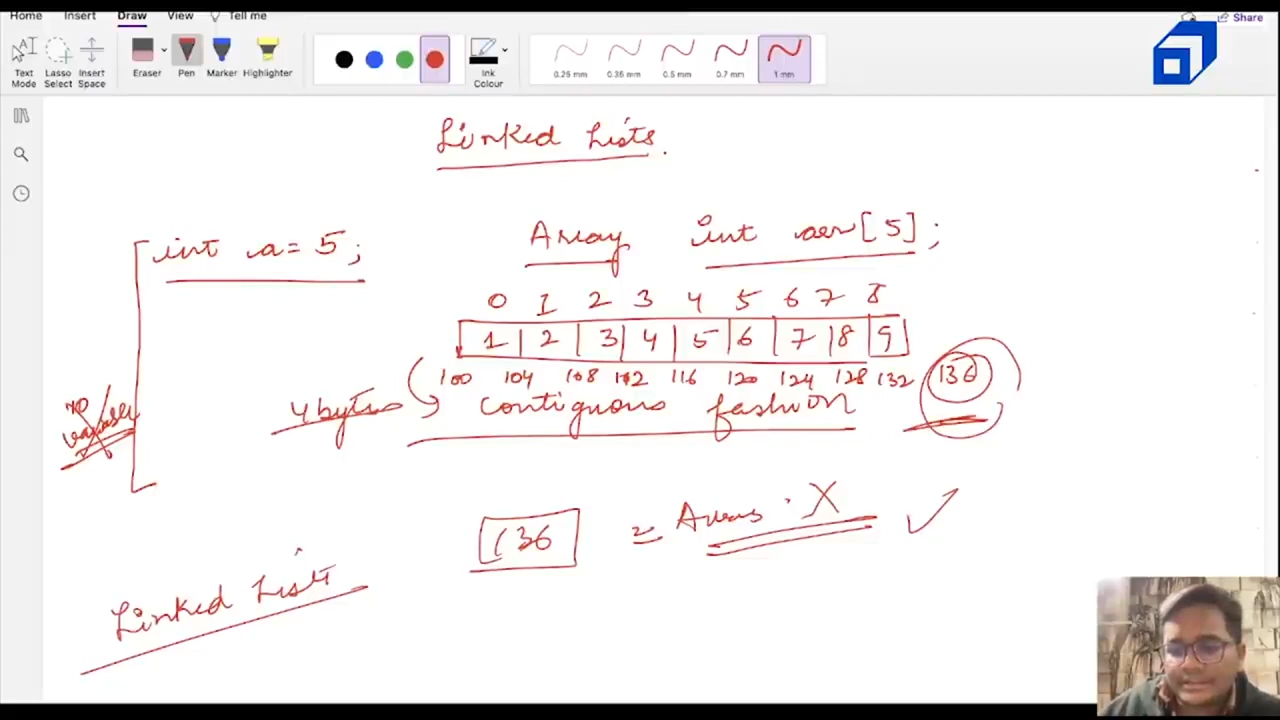 Home Insert Draw View Tell me Share
Text Mode Lasso Select Insert Space Eraser Pen Marker Highlighter Ink Colour 0.25 mm 0.35 mm 0.5 mm 0.7 mm 1 mm
Linked Lists.
int a = 5;
Array int arr[5];
0 1 2 3 4 5 6 7 8
1 2 3 4 5 6 7 8 9
100 104 108 112 116 120 124 128 132 136
4 bytes contiguous fashion
136 = Arrays X
Linked Lists